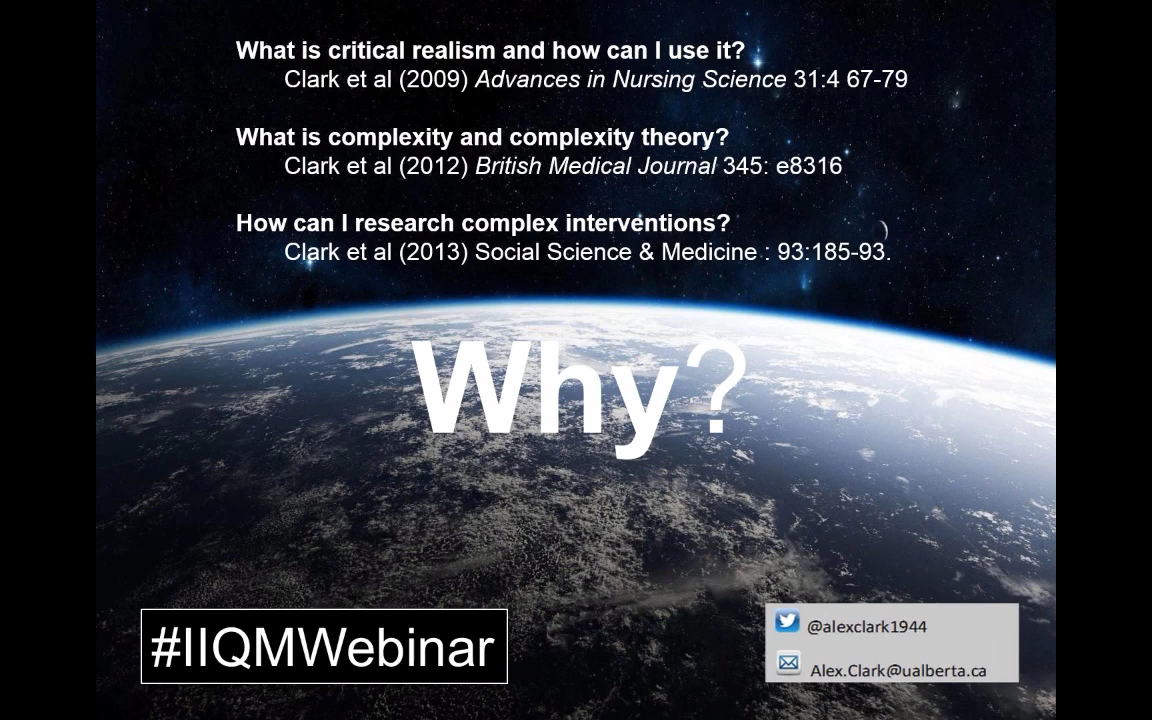 What is critical realism and how can I use it?
Clark et al (2009) Advances in Nursing Science 31:4 67-79
What is complexity and complexity theory?
Clark et al (2012) British Medical Journal 345: e8316
How can I research complex interventions?
Clark et al (2013) Social Science & Medicine : 93:185-93.
Why?
#IIQMWebinar
@alexclark1944
Alex.Clark@ualberta.ca